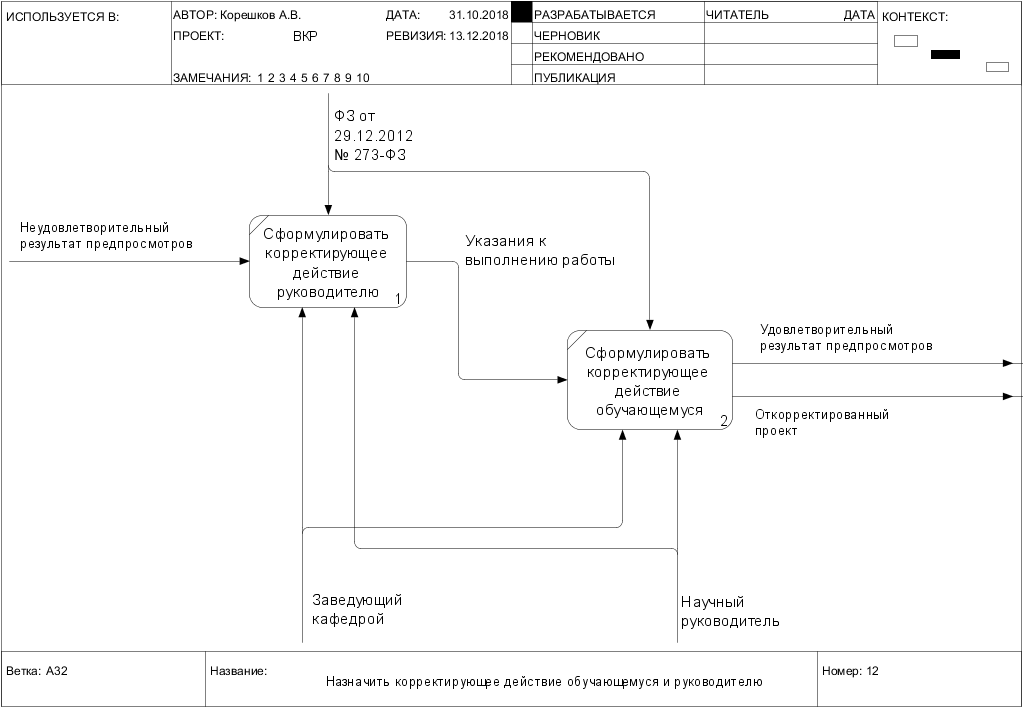 ИСПОЛЬЗУЕТСЯ В:
АВТОР: Корешков А.В.
ДАТА: 31.10.2018
ПРОЕКТ: ВКР
РЕВИЗИЯ: 13.12.2018
ЗАМЕЧАНИЯ: 1 2 3 4 5 6 7 8 9 10
РАЗРАБАТЫВАЕТСЯ
ЧЕРНОВИК
РЕКОМЕНДОВАНО
ПУБЛИКАЦИЯ
ЧИТАТЕЛЬ ДАТА
КОНТЕКСТ:
ФЗ от
29.12.2012
№ 273-ФЗ
Неудовлетворительный
результат предпросмотров
Сформулировать
корректирующее
действие
руководителю
1
Указания к
выполнению работы
Сформулировать
корректирующее
действие
обучающемуся
2
Удовлетворительный
результат предпросмотров
Откорректированный
проект
Заведующий
кафедрой
Научный
руководитель
Ветка: A32
Название:
Назначить корректирующее действие обучающемуся и руководителю
Номер: 12